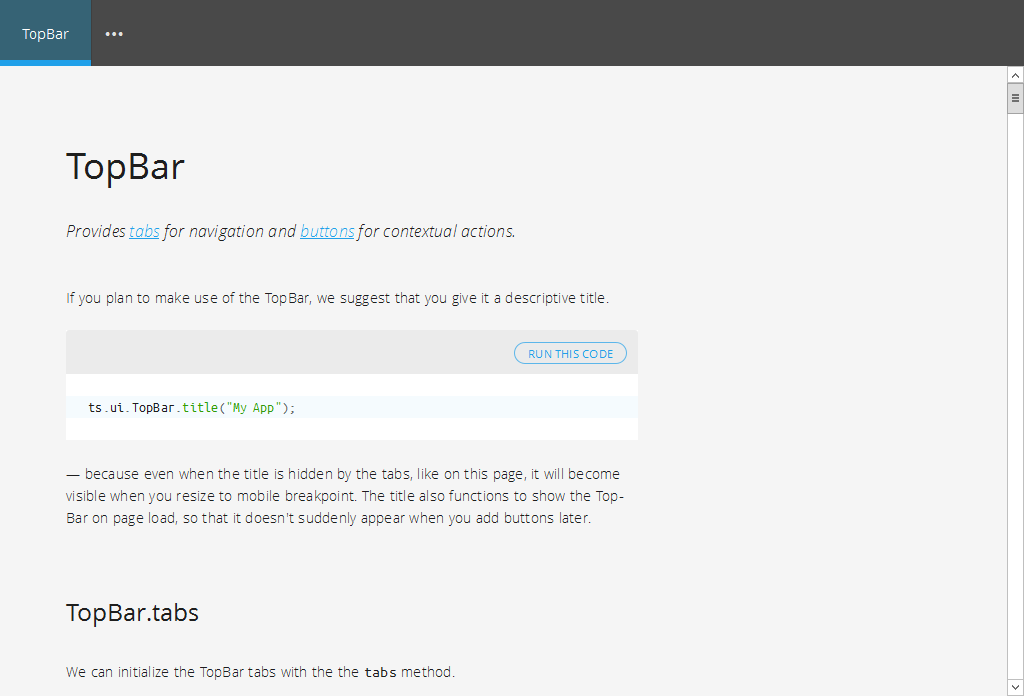 TopBar
TopBar
Provides tabs for navigation and buttons for contextual actions.
If you plan to make use of the TopBar, we suggest that you give it a descriptive title.
RUN THIS CODE
ts.ui.TopBar.title("My App");
— because even when the title is hidden by the tabs, like on this page, it will become
visible when you resize to mobile breakpoint. The title also functions to show the Top-
Bar on page load, so that it doesn't suddenly appear when you add buttons later.
TopBar.tabs
We can initialize the TopBar tabs with the the tabs method.